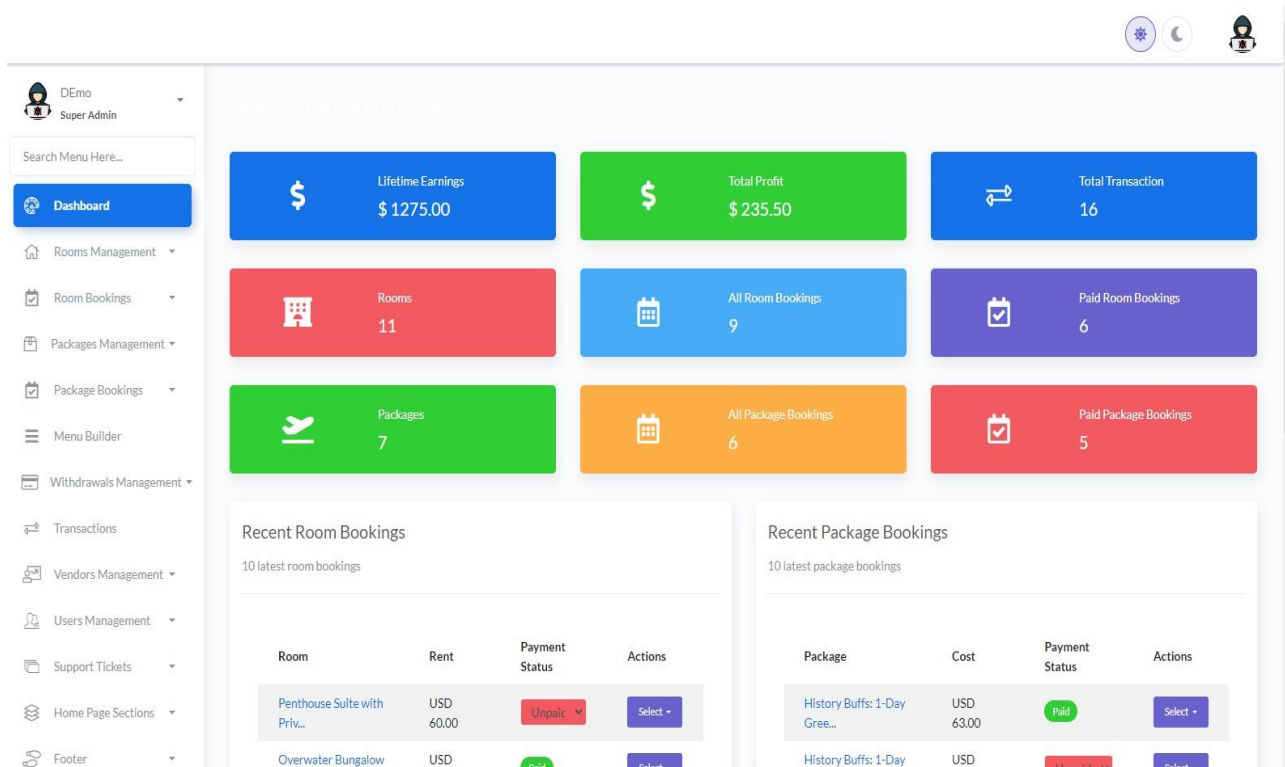 DEmo
Super Admin
Search Menu Here...
Dashboard
Rooms Management
Room Bookings
Packages Management
Package Bookings
Menu Builder
Withdrawals Management
Transactions
Vendors Management
Users Management
Support Tickets
Home Page Sections
Footer
Lifetime Earnings
$ 1275.00
Total Profit
$ 235.50
Total Transaction
16
Rooms
11
All Room Bookings
9
Paid Room Bookings
6
Packages
7
All Package Bookings
6
Paid Package Bookings
5
Recent Room Bookings
10 latest room bookings
Room Rent Payment Status Actions
Penthouse Suite with Priv... USD 60.00 Unpaic Select
Overwater Bungalow USD Paid Select
Recent Package Bookings
10 latest package bookings
Package Cost Payment Status Actions
History Buffs: 1-Day Gree... USD 63.00 Paid Select
History Buffs: 1-Day USD